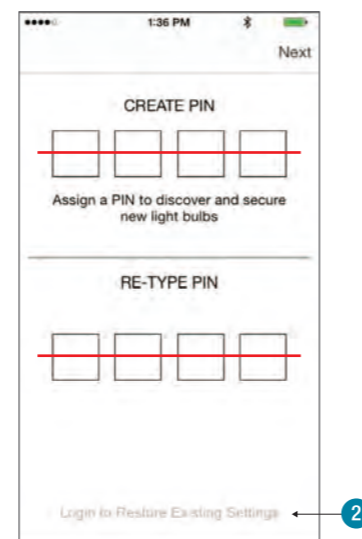 1:36 PM
Next
CREATE PIN
Assign a PIN to discover and secure
new light bulbs
RE-TYPE PIN
Login to Restore Existing Settings
2